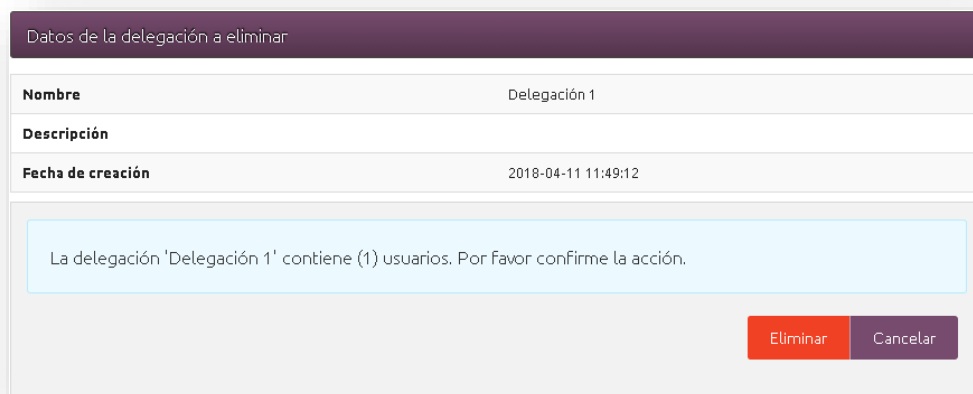 Datos de la delegación a eliminar
Nombre Delegación 1
Descripción
Fecha de creación 2018-04-11 11:49:12
La delegación 'Delegación 1' contiene (1) usuarios. Por favor confirme la acción.
Eliminar Cancelar